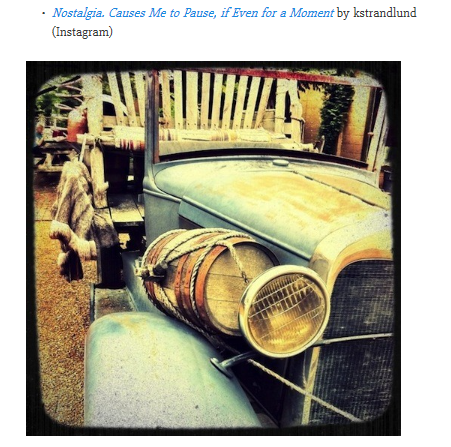 Nostalgia. Causes Me to Pause, if Even for a Moment by kstrandlund
(Instagram)